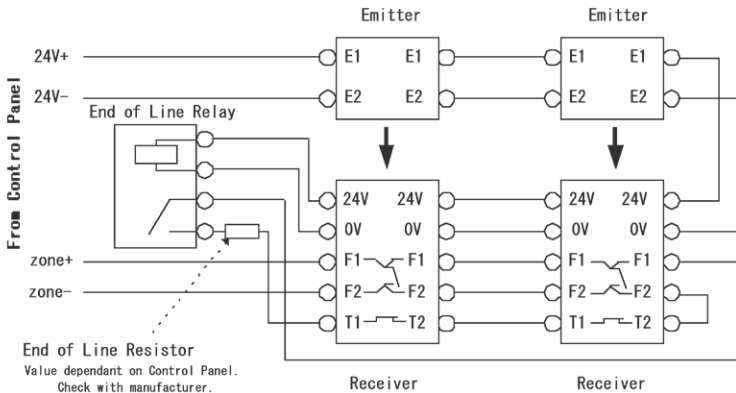 Emitter Emitter
24V+ E1 E1 E1 E1
24V- E2 E2 E2 E2
End of Line Relay
From Control Panel
24V 24V 24V 24V
0V 0V 0V 0V
zone+ F1 F1 F1 F1
zone- F2 F2 F2 F2
T1 T2 T1 T2
End of Line Resistor
Value dependant on Control Panel.
Check with manufacturer.
Receiver Receiver